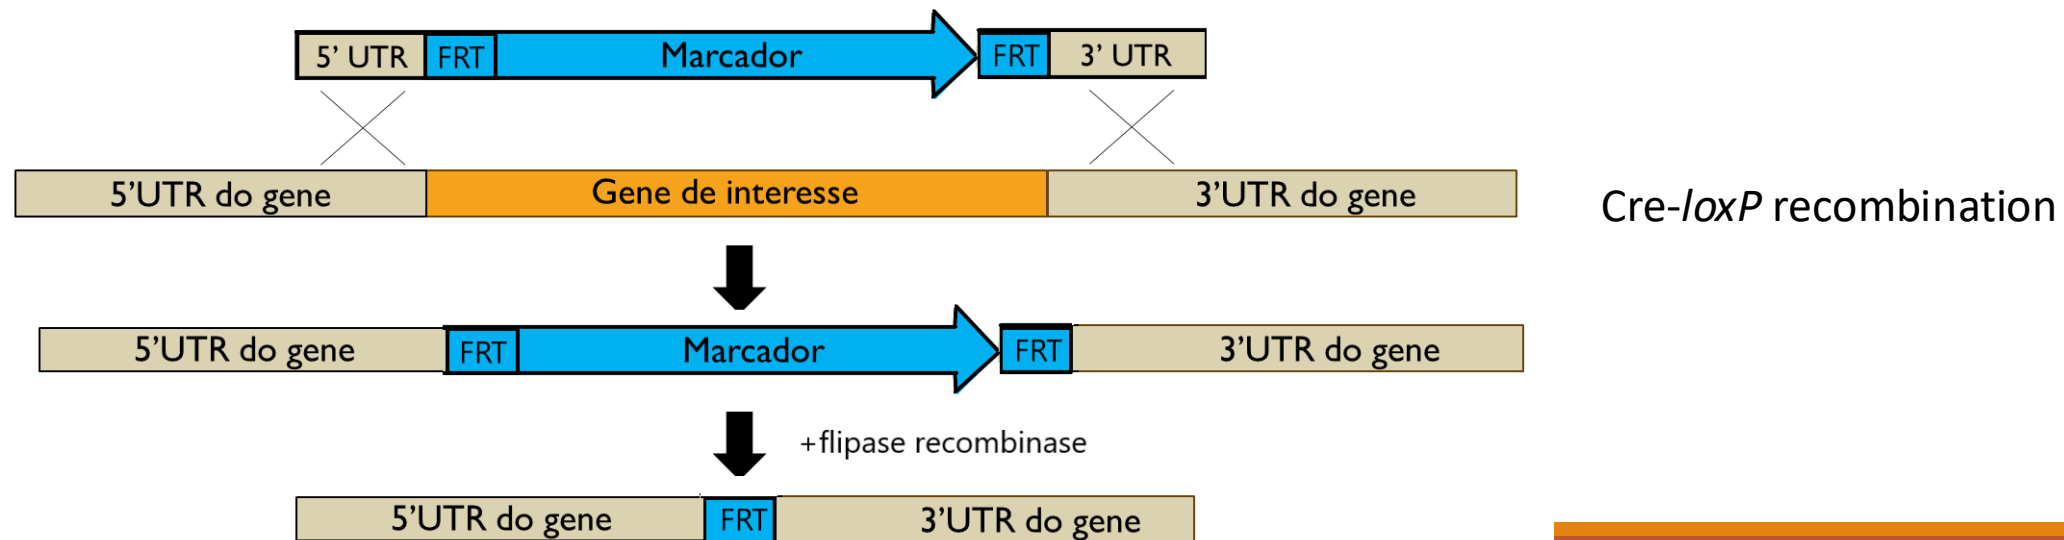 5' UTR FRT Marcador FRT 3' UTR
5'UTR do gene Gene de interesse 3'UTR do gene
Cre-loxP recombination
5'UTR do gene FRT Marcador FRT 3'UTR do gene
+flipase recombinase
5'UTR do gene FRT 3'UTR do gene